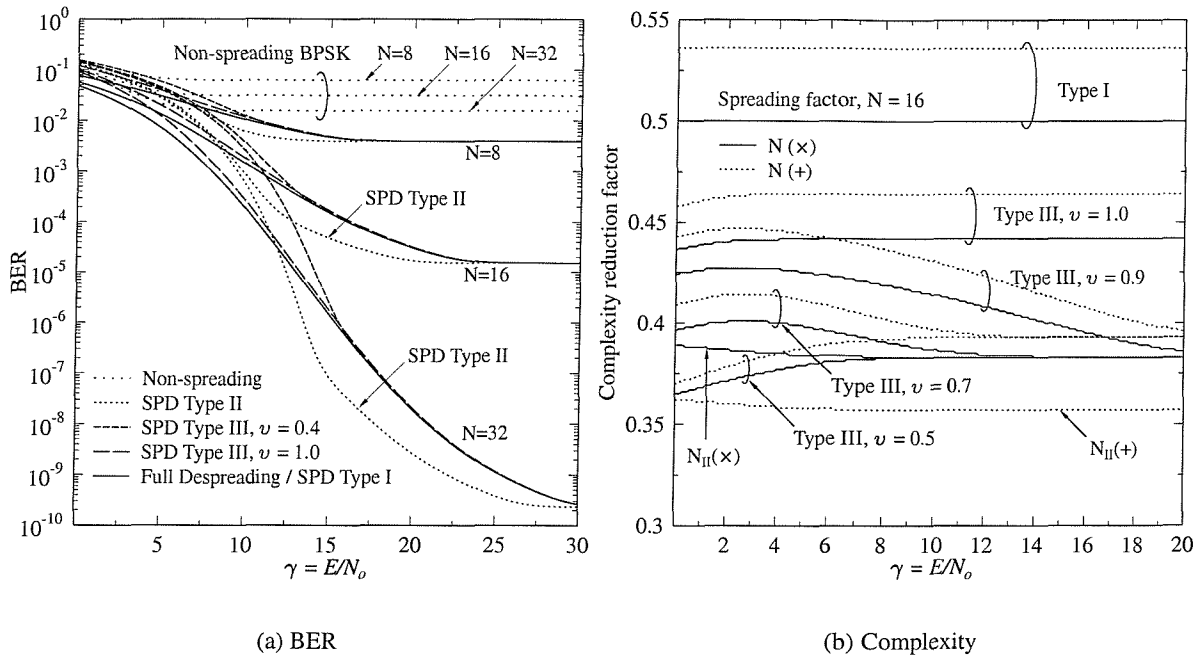 10^0
10^-1
10^-2
10^-3
10^-4
10^-5
10^-6
10^-7
10^-8
10^-9
10^-10
BER
Non-spreading BPSK
N=8
N=16
N=32
N=8
SPD Type II
N=16
SPD Type II
N=32
Non-spreading
SPD Type II
SPD Type III, υ = 0.4
SPD Type III, υ = 1.0
Full Despreading / SPD Type I
5 10 15 20 25 30
γ = E/N_o
(a) BER
0.55
0.5
0.45
0.4
0.35
0.3
Complexity reduction factor
Type I
Spreading factor, N = 16
N (×)
N (+)
Type III, υ = 1.0
Type III, υ = 0.9
Type III, υ = 0.7
Type III, υ = 0.5
N_II(×)
N_II(+)
0 2 4 6 8 10 12 14 16 18 20
γ = E/N_o
(b) Complexity